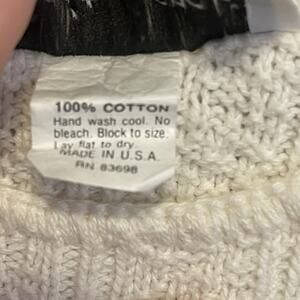 100% COTTON
Hand wash cool. No
bleach. Block to size.
Lay flat to dry.
MADE IN U.S.A.
RN 83698